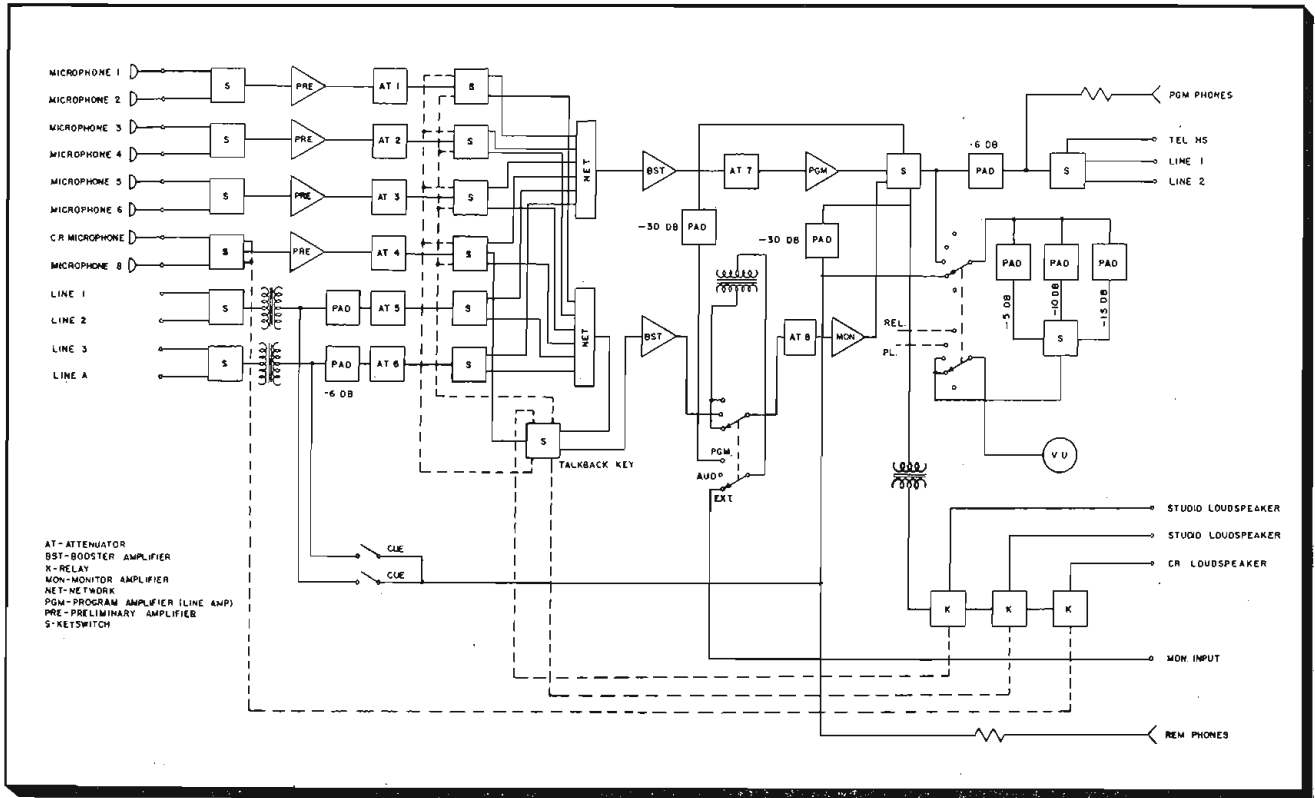 MICROPHONE 1
MICROPHONE 2
MICROPHONE 3
MICROPHONE 4
MICROPHONE 5
MICROPHONE 6
C.R. MICROPHONE
MICROPHONE 8
LINE 1
LINE 2
LINE 3
LINE A
S
S
S
S
S
S
PRE
PRE
PRE
PRE
PAD
PAD
-6 DB
AT 1
AT 2
AT 3
AT 4
AT 5
AT 6
S
S
S
S
S
S
S
TALKBACK KEY
NET
NET
CUE
CUE
BST
BST
-30 DB PAD
AT 7
PGM
-30 DB PAD
AT 8
MON
PGM.
AUD
EXT.
S
-6 DB
PAD
S
REL.
PL.
PAD
PAD
PAD
-5 DB
-10 DB
-15 DB
S
VU
K
K
K
PGM PHONES
TEL HS
LINE 1
LINE 2
STUDIO LOUDSPEAKER
STUDIO LOUDSPEAKER
CR LOUDSPEAKER
MON. INPUT
REM PHONES
AT-ATTENUATOR
BST-BOOSTER AMPLIFIER
K-RELAY
MON-MONITOR AMPLIFIER
NET-NETWORK
PGM-PROGRAM AMPLIFIER (LINE AMP)
PRE-PRELIMINARY AMPLIFIER
S-KEYSWITCH